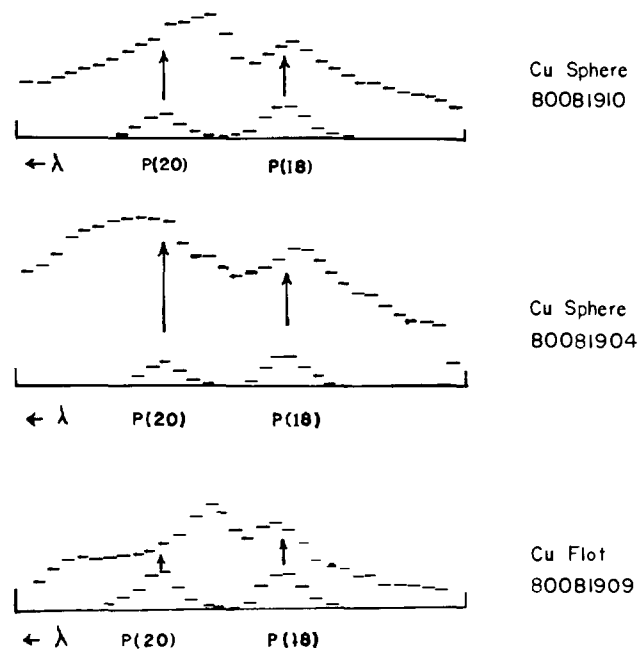 Cu Sphere
80081910
← λ P(20) P(18)
Cu Sphere
80081904
← λ P(20) P(18)
Cu Flat
80081909
← λ P(20) P(18)